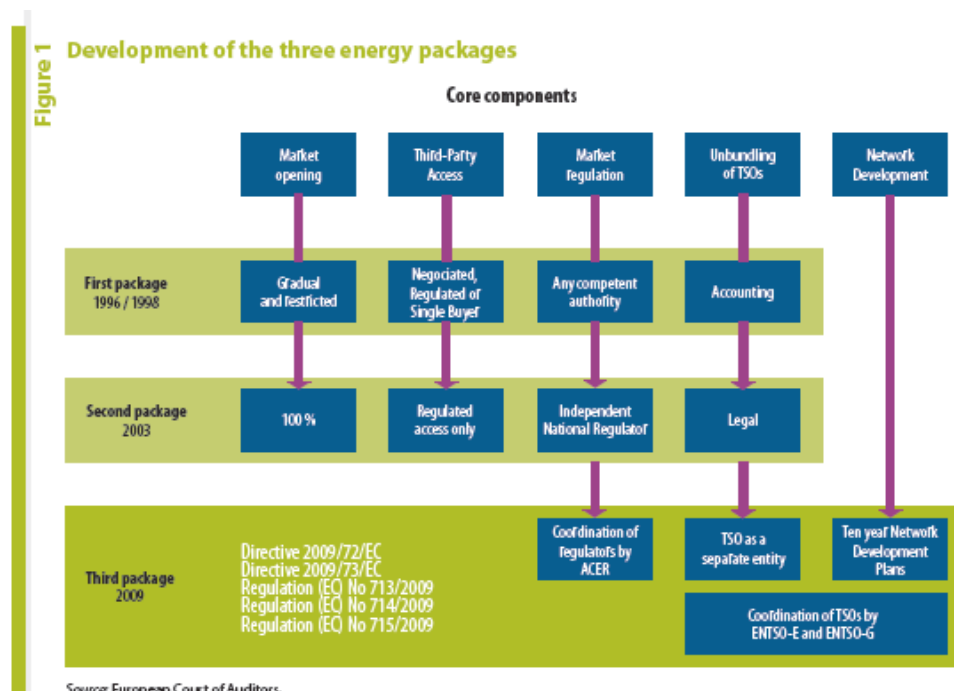 Figure 1
Development of the three energy packages
Core components
Market
opening
Third-Party
Access
Market
regulation
Unbundling
of TSOs
Network
Development
First package
1996 / 1998
Gradual
and restricted
Negociated,
Regulated of
Single Buyer
Any competent
authority
Accounting
Second package
2003
100 %
Regulated
access only
Independent
National Regulator
Legal
Third package
2009
Directive 2009/72/EC
Directive 2009/73/EC
Regulation (EC) No 713/2009
Regulation (EC) No 714/2009
Regulation (EC) No 715/2009
Coordination of
regulators by
ACER
TSO as a
separate entity
Ten year Network
Development
Plans
Coordination of TSOs by
ENTSO-E and ENTSO-G
Source: European Court of Auditors.